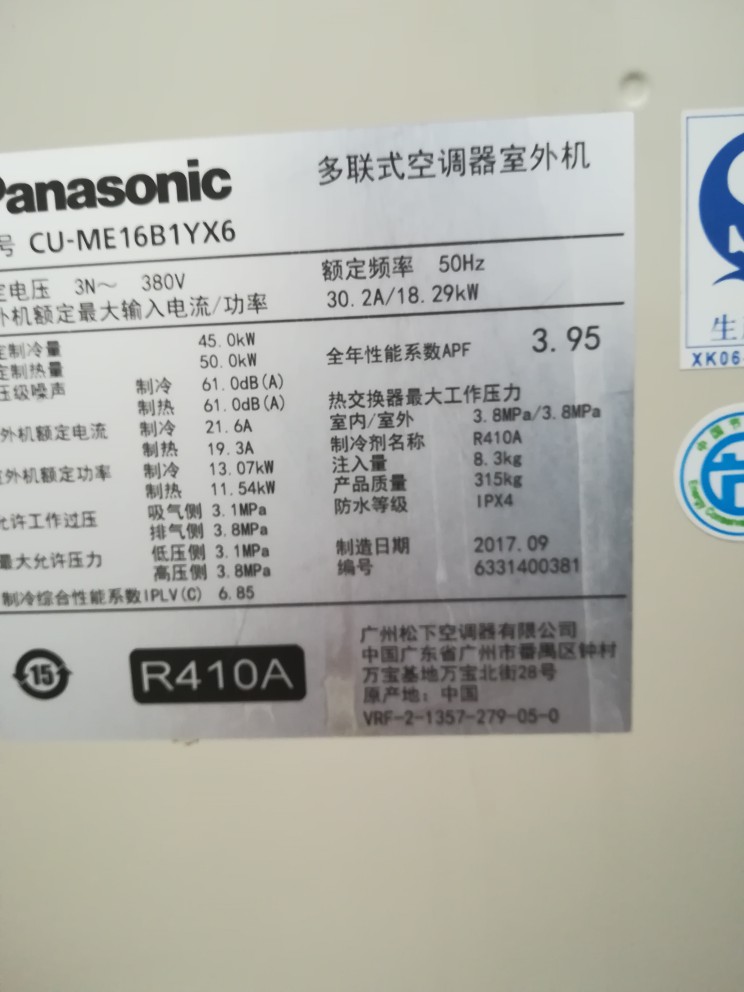 Panasonic
多联式空调器室外机
号 CU-ME16B1YX6
定电压 3N～ 380V
额定频率 50Hz
外机额定最大输入电流/功率
30.2A/18.29kW
定制冷量 45.0kW
定制热量 50.0kW
全年性能系数APF 3.95
压级噪声 制冷 61.0dB(A)
制热 61.0dB(A)
外机额定电流 制冷 21.6A
制热 19.3A
外机额定功率 制冷 13.07kW
制热 11.54kW
允许工作过压 吸气侧 3.1MPa
排气侧 3.8MPa
最大允许压力 低压侧 3.1MPa
高压侧 3.8MPa
制冷综合性能系数IPLV(C) 6.85
热交换器最大工作压力
室内/室外 3.8MPa/3.8MPa
制冷剂名称 R410A
注入量 8.3kg
产品质量 315kg
防水等级 IPX4
制造日期 2017.09
编号 6331400381
15
R410A
广州松下空调器有限公司
中国广东省广州市番禺区钟村
万宝基地万宝北街28号
原产地：中国
VRF-2-1357-279-05-0
生
XK06-
中国节